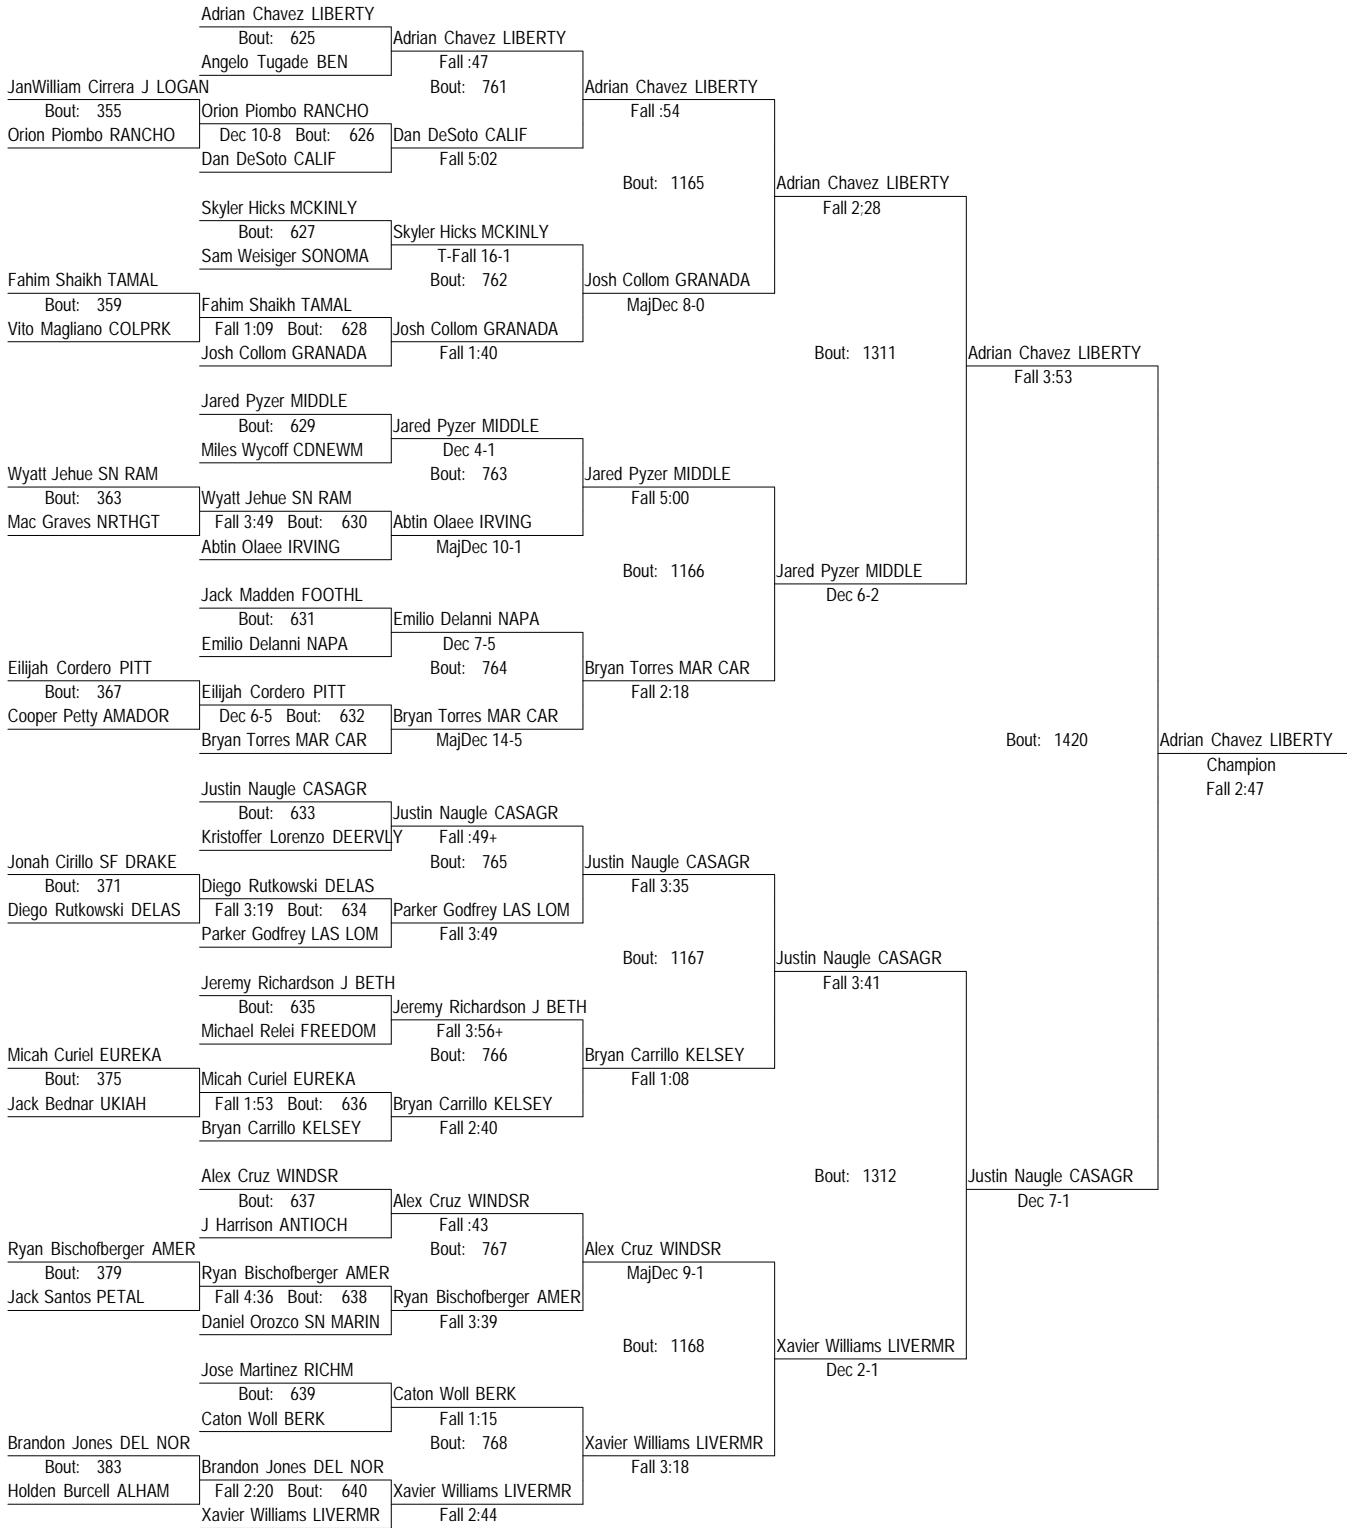 Adrian Chavez LIBERTY
Bout: 625 Adrian Chavez LIBERTY
Angelo Tugade BEN Fall :47
JanWilliam Cirrera J LOGAN Bout: 761 Adrian Chavez LIBERTY
Bout: 355 Orion Piombo RANCHO Fall :54
Orion Piombo RANCHO Dec 10-8 Bout: 626 Dan DeSoto CALIF
Dan DeSoto CALIF Fall 5:02
Bout: 1165 Adrian Chavez LIBERTY
Skyler Hicks MCKINLY Fall 2;28
Bout: 627 Skyler Hicks MCKINLY
Sam Weisiger SONOMA T-Fall 16-1
Fahim Shaikh TAMAL Bout: 762 Josh Collom GRANADA
Bout: 359 Fahim Shaikh TAMAL MajDec 8-0
Vito Magliano COLPRK Fall 1:09 Bout: 628 Josh Collom GRANADA
Josh Collom GRANADA Fall 1:40 Bout: 1311 Adrian Chavez LIBERTY
Fall 3:53
Jared Pyzer MIDDLE
Bout: 629 Jared Pyzer MIDDLE
Miles Wycoff CDNEWM Dec 4-1
Wyatt Jehue SN RAM Bout: 763 Jared Pyzer MIDDLE
Bout: 363 Wyatt Jehue SN RAM Fall 5:00
Mac Graves NRTHGT Fall 3:49 Bout: 630 Abtin Olaee IRVING
Abtin Olaee IRVING MajDec 10-1
Bout: 1166 Jared Pyzer MIDDLE
Jack Madden FOOTHL Dec 6-2
Bout: 631 Emilio Delanni NAPA
Emilio Delanni NAPA Dec 7-5
Eilijah Cordero PITT Bout: 764 Bryan Torres MAR CAR
Bout: 367 Eilijah Cordero PITT Fall 2:18
Cooper Petty AMADOR Dec 6-5 Bout: 632 Bryan Torres MAR CAR
Bryan Torres MAR CAR MajDec 14-5 Bout: 1420 Adrian Chavez LIBERTY
Champion
Justin Naugle CASAGR Fall 2:47
Bout: 633 Justin Naugle CASAGR
Kristoffer Lorenzo DEERVLY Fall :49+
Jonah Cirillo SF DRAKE Bout: 765 Justin Naugle CASAGR
Bout: 371 Diego Rutkowski DELAS Fall 3:35
Diego Rutkowski DELAS Fall 3:19 Bout: 634 Parker Godfrey LAS LOM
Parker Godfrey LAS LOM Fall 3:49
Bout: 1167 Justin Naugle CASAGR
Jeremy Richardson J BETH Fall 3:41
Bout: 635 Jeremy Richardson J BETH
Michael Relei FREEDOM Fall 3:56+
Micah Curiel EUREKA Bout: 766 Bryan Carrillo KELSEY
Bout: 375 Micah Curiel EUREKA Fall 1:08
Jack Bednar UKIAH Fall 1:53 Bout: 636 Bryan Carrillo KELSEY
Bryan Carrillo KELSEY Fall 2:40
Alex Cruz WINDSR Bout: 1312 Justin Naugle CASAGR
Bout: 637 Alex Cruz WINDSR Dec 7-1
J Harrison ANTIOCH Fall :43
Ryan Bischofberger AMER Bout: 767 Alex Cruz WINDSR
Bout: 379 Ryan Bischofberger AMER MajDec 9-1
Jack Santos PETAL Fall 4:36 Bout: 638 Ryan Bischofberger AMER
Daniel Orozco SN MARIN Fall 3:39
Bout: 1168 Xavier Williams LIVERMR
Jose Martinez RICHM Dec 2-1
Bout: 639 Caton Woll BERK
Caton Woll BERK Fall 1:15
Brandon Jones DEL NOR Bout: 768 Xavier Williams LIVERMR
Bout: 383 Brandon Jones DEL NOR Fall 3:18
Holden Burcell ALHAM Fall 2:20 Bout: 640 Xavier Williams LIVERMR
Xavier Williams LIVERMR Fall 2:44